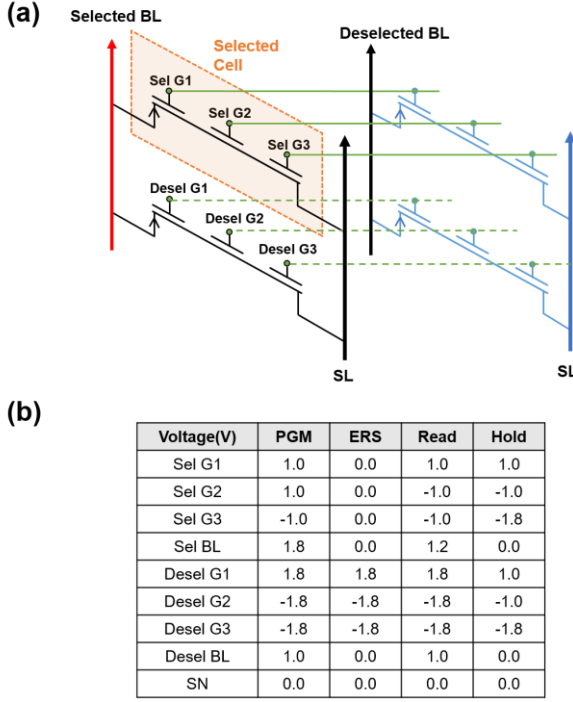 (a)
Selected BL
Deselected BL
Selected
Cell
Sel G1
Sel G2
Sel G3
Desel G1
Desel G2
Desel G3
SL
SL
(b)
Voltage(V) PGM ERS Read Hold
Sel G1 1.0 0.0 1.0 1.0
Sel G2 1.0 0.0 -1.0 -1.0
Sel G3 -1.0 0.0 -1.0 -1.8
Sel BL 1.8 0.0 1.2 0.0
Desel G1 1.8 1.8 1.8 1.0
Desel G2 -1.8 -1.8 -1.8 -1.0
Desel G3 -1.8 -1.8 -1.8 -1.8
Desel BL 1.0 0.0 1.0 0.0
SN 0.0 0.0 0.0 0.0